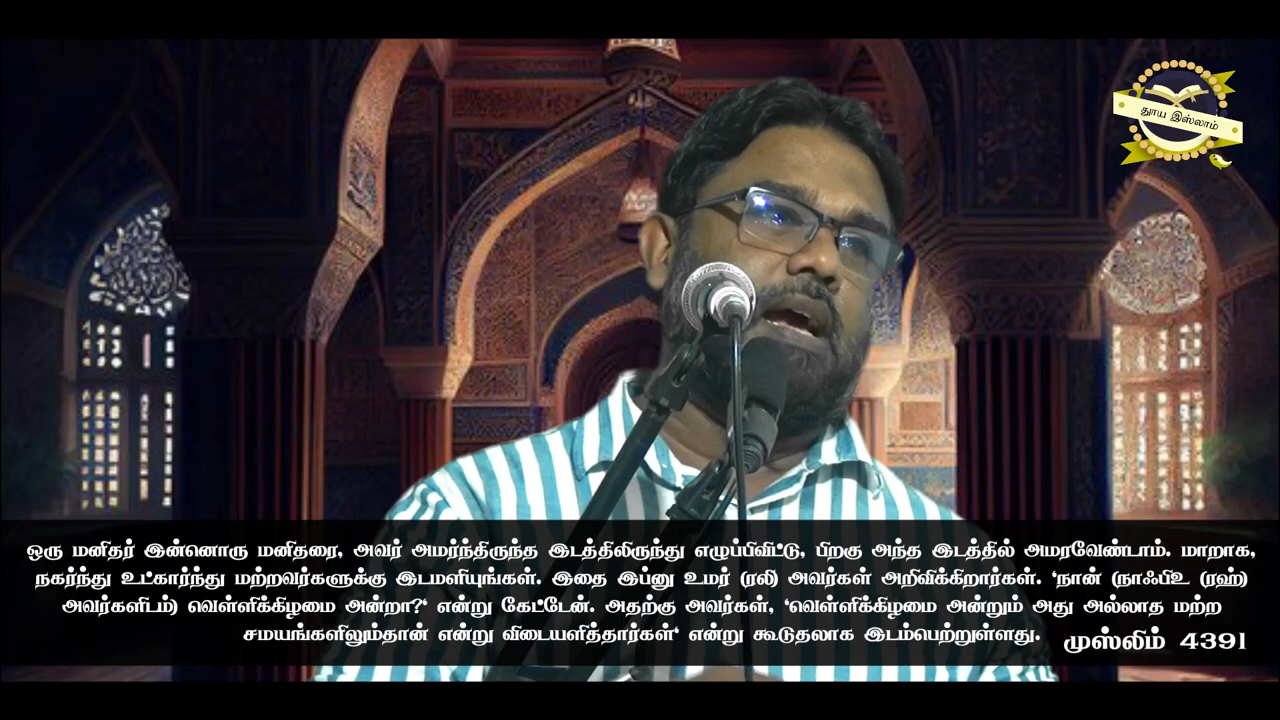 தூய இஸ்லாம்
ஒரு மனிதர் இன்னொரு மனிதரை, அவர் அமர்ந்திருந்த இடத்திலிருந்து எழுப்பிவிட்டு, பிறகு அந்த இடத்தில் அமரவேண்டாம். மாறாக,
நகர்ந்து உட்கார்ந்து மற்றவர்களுக்கு இடமளியுங்கள். இதை இப்னு உமர் (ரலி) அவர்கள் அறிவிக்கிறார்கள். 'நான் (நாஃபிஉ (ரஹ்)
அவர்களிடம்) வெள்ளிக்கிழமை அன்றா?' என்று கேட்டேன். அதற்கு அவர்கள், 'வெள்ளிக்கிழமை அன்றும் அது அல்லாத மற்ற
சமயங்களிலும்தான் என்று விடையளித்தார்கள்' என்று கூடுதலாக இடம்பெற்றுள்ளது.
முஸ்லிம் 4391